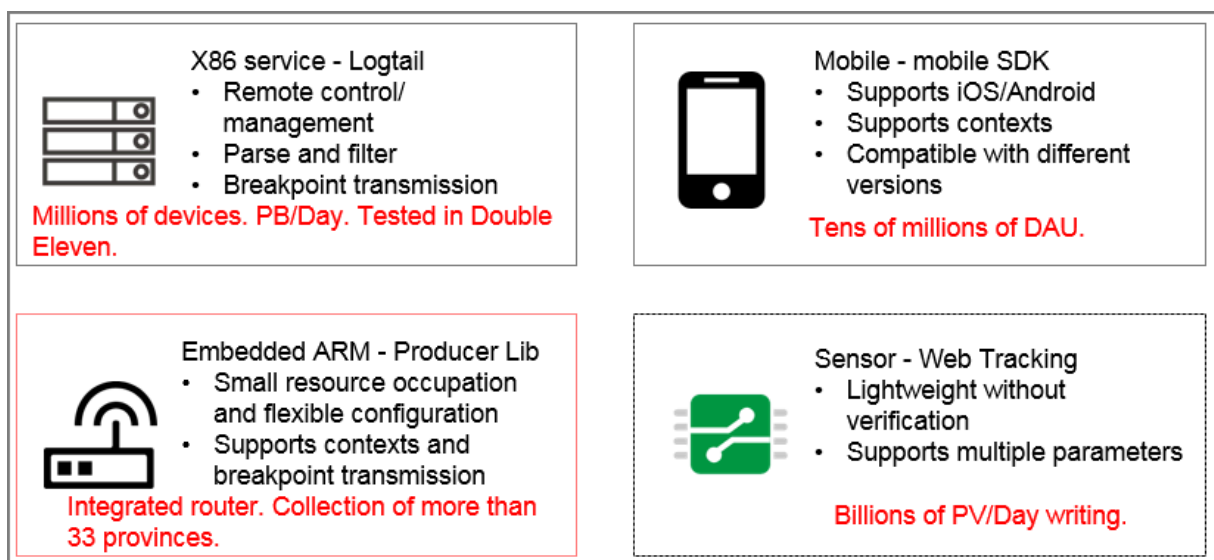 X86 service - Logtail
• Remote control/
management
• Parse and filter
• Breakpoint transmission
Millions of devices. PB/Day. Tested in Double
Eleven.
Mobile - mobile SDK
• Supports iOS/Android
• Supports contexts
• Compatible with different
versions
Tens of millions of DAU.
Embedded ARM - Producer Lib
• Small resource occupation
and flexible configuration
• Supports contexts and
breakpoint transmission
Integrated router. Collection of more than
33 provinces.
Sensor - Web Tracking
• Lightweight without
verification
• Supports multiple parameters
Billions of PV/Day writing.